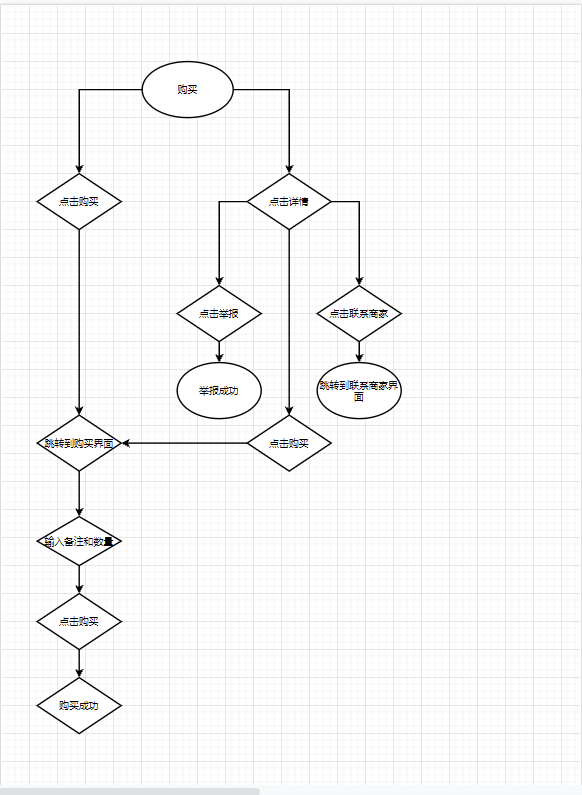 购买
点击购买
点击详情
点击举报
点击联系商家
举报成功
跳转到联系商家界
面
跳转到购买界面
点击购买
输入备注和数量
点击购买
购买成功